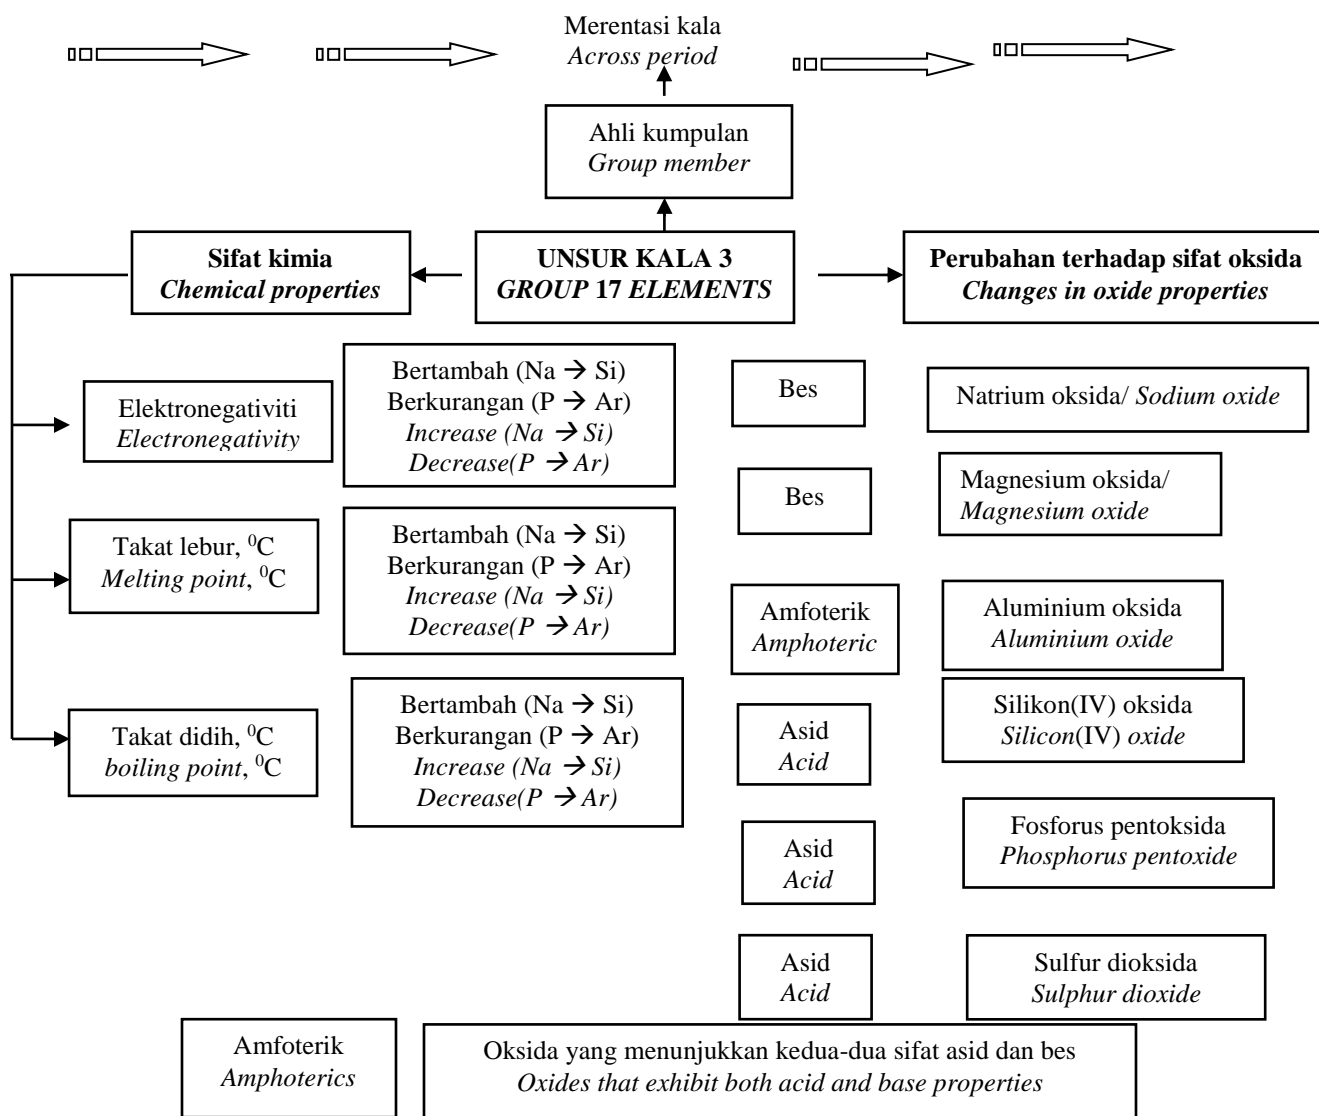 Merentasi kala
Across period
Ahli kumpulan
Group member
Sifat kimia
Chemical properties
UNSUR KALA 3
GROUP 17 ELEMENTS
Perubahan terhadap sifat oksida
Changes in oxide properties
Elektronegativiti
Electronegativity
Bertambah (Na → Si)
Berkurangan (P → Ar)
Increase (Na → Si)
Decrease(P → Ar)
Bes
Natrium oksida/ Sodium oxide
Bes
Magnesium oksida/
Magnesium oxide
Takat lebur, ⁰C
Melting point, ⁰C
Bertambah (Na → Si)
Berkurangan (P → Ar)
Increase (Na → Si)
Decrease(P → Ar)
Amfoterik
Amphoteric
Aluminium oksida
Aluminium oxide
Takat didih, ⁰C
boiling point, ⁰C
Bertambah (Na → Si)
Berkurangan (P → Ar)
Increase (Na → Si)
Decrease(P → Ar)
Asid
Acid
Silikon(IV) oksida
Silicon(IV) oxide
Asid
Acid
Fosforus pentoksida
Phosphorus pentoxide
Asid
Acid
Sulfur dioksida
Sulphur dioxide
Amfoterik
Amphoterics
Oksida yang menunjukkan kedua-dua sifat asid dan bes
Oxides that exhibit both acid and base properties